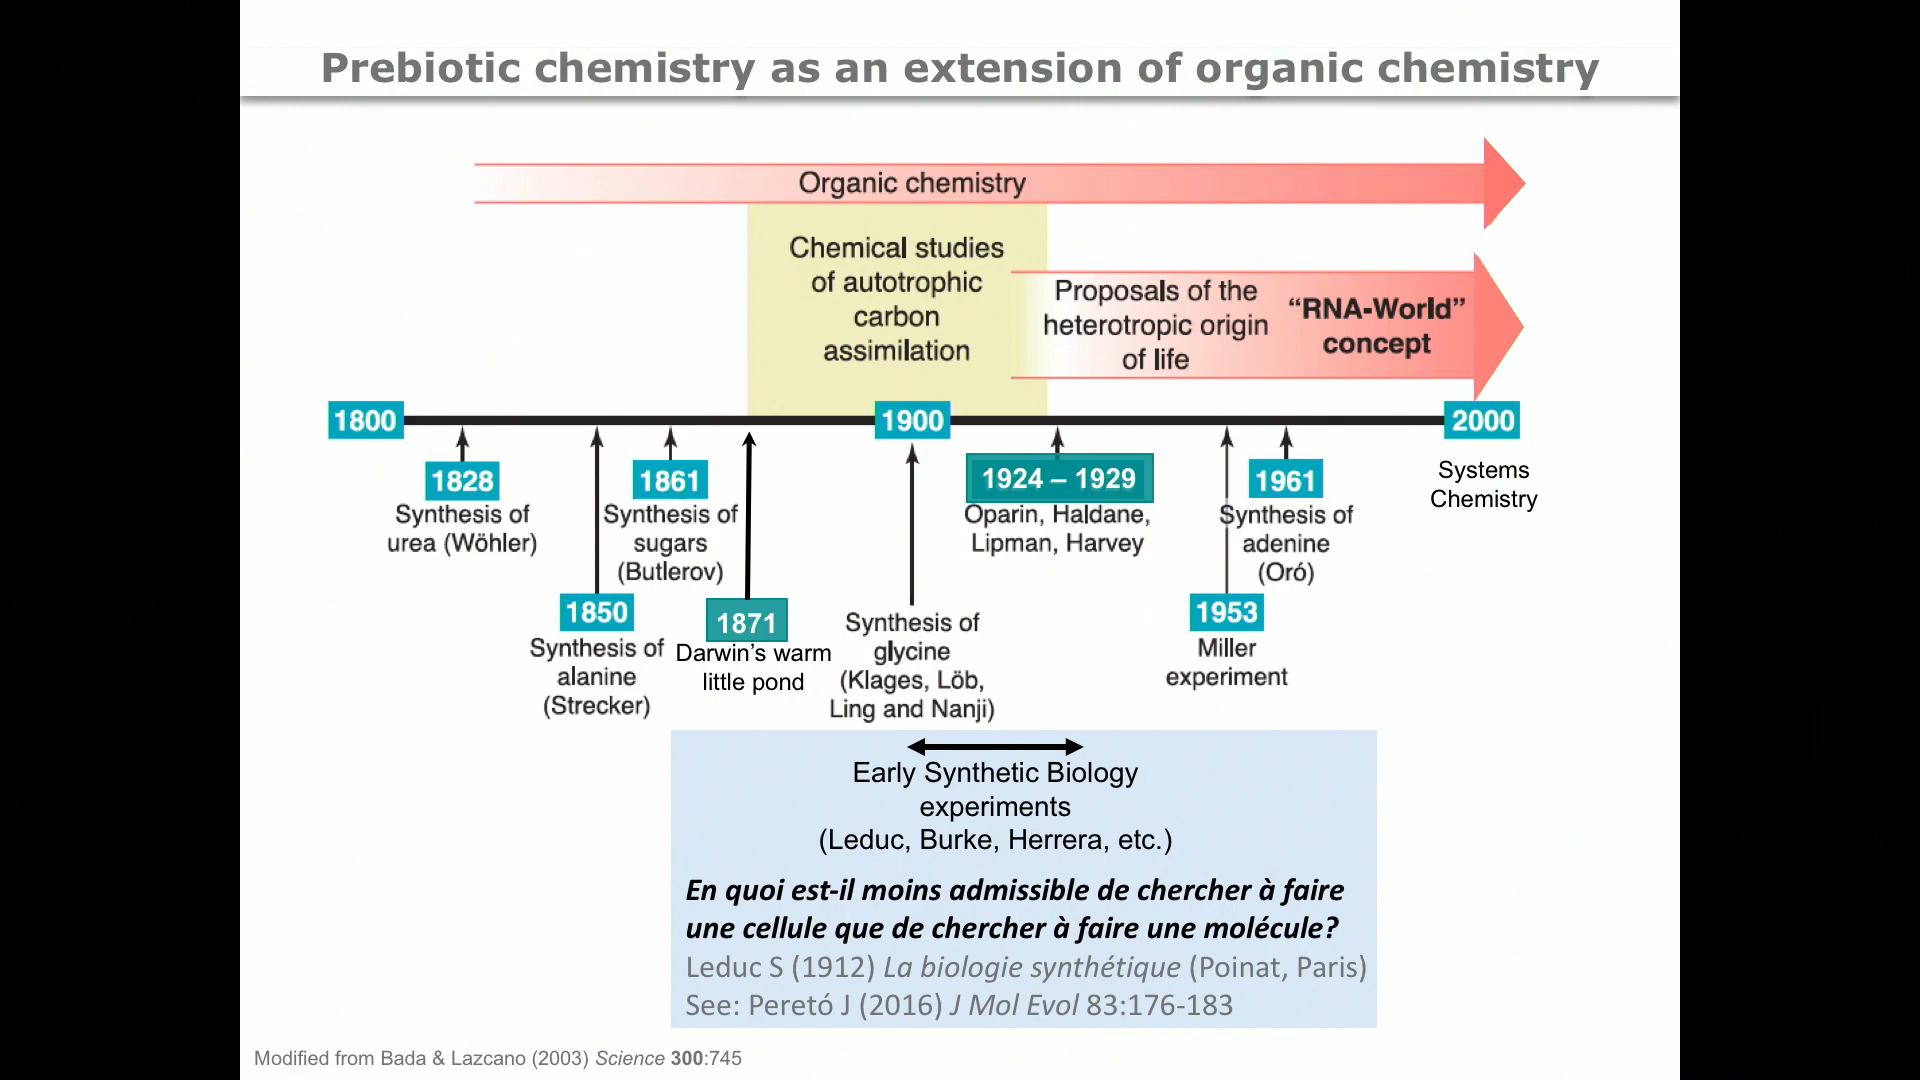 Prebiotic chemistry as an extension of organic chemistry
Organic chemistry
Chemical studies
of autotrophic
carbon
assimilation
Proposals of the
heterotropic origin
of life
“RNA-World”
concept
1800
1900
2000
1828
Synthesis of
urea (Wöhler)
1850
Synthesis of
alanine
(Strecker)
1861
Synthesis of
sugars
(Butlerov)
1871
Darwin’s warm
little pond
Synthesis of
glycine
(Klages, Löb,
Ling and Nanji)
1924 – 1929
Oparin, Haldane,
Lipman, Harvey
1953
Miller
experiment
1961
Synthesis of
adenine
(Oró)
Systems
Chemistry
Early Synthetic Biology
experiments
(Leduc, Burke, Herrera, etc.)
En quoi est-il moins admissible de chercher à faire
une cellule que de chercher à faire une molécule?
Leduc S (1912) La biologie synthétique (Poinat, Paris)
See: Peretó J (2016) J Mol Evol 83:176-183
Modified from Bada & Lazcano (2003) Science 300:745